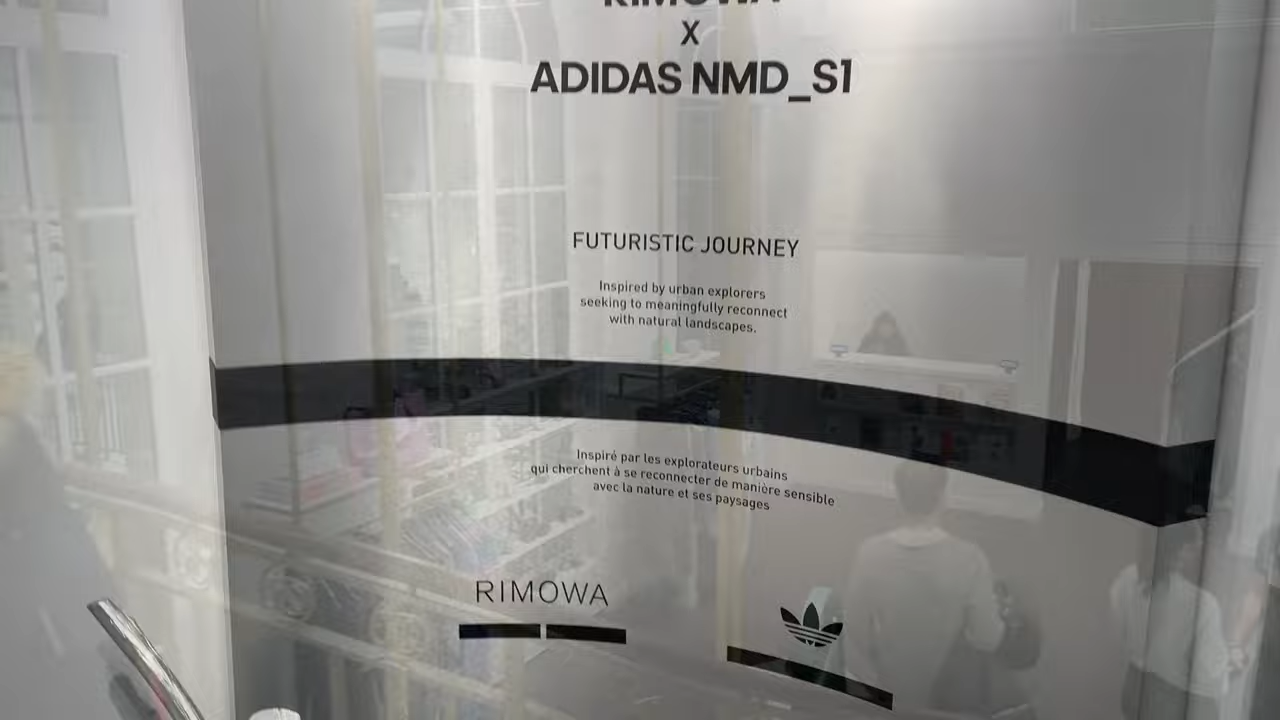 RIMOWA
X
ADIDAS NMD_S1
FUTURISTIC JOURNEY
Inspired by urban explorers
seeking to meaningfully reconnect
with natural landscapes.
Inspiré par les explorateurs urbains
qui cherchent à se reconnecter de manière sensible
avec la nature et ses paysages
RIMOWA